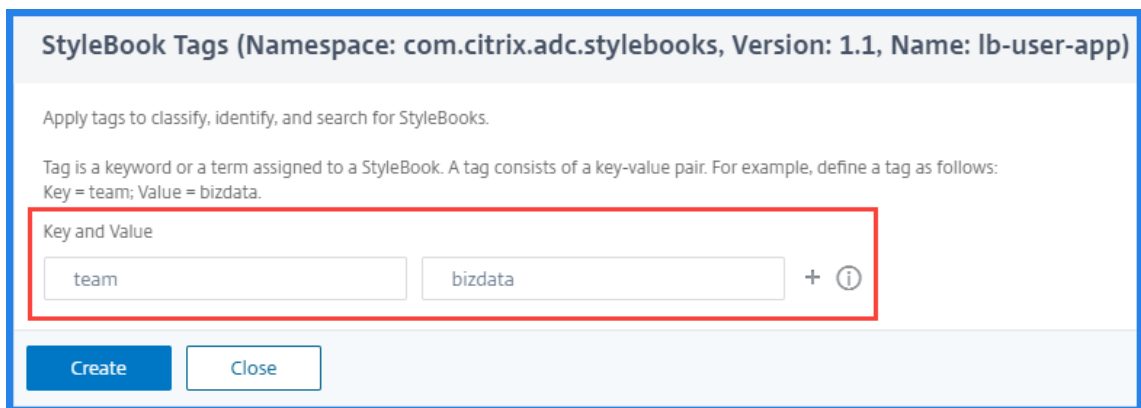 StyleBook Tags (Namespace: com.citrix.adc.stylebooks, Version: 1.1, Name: lb-user-app)
Apply tags to classify, identify, and search for StyleBooks.
Tag is a keyword or a term assigned to a StyleBook. A tag consists of a key-value pair. For example, define a tag as follows:
Key = team; Value = bizdata.
Key and Value
team bizdata + i
Create Close